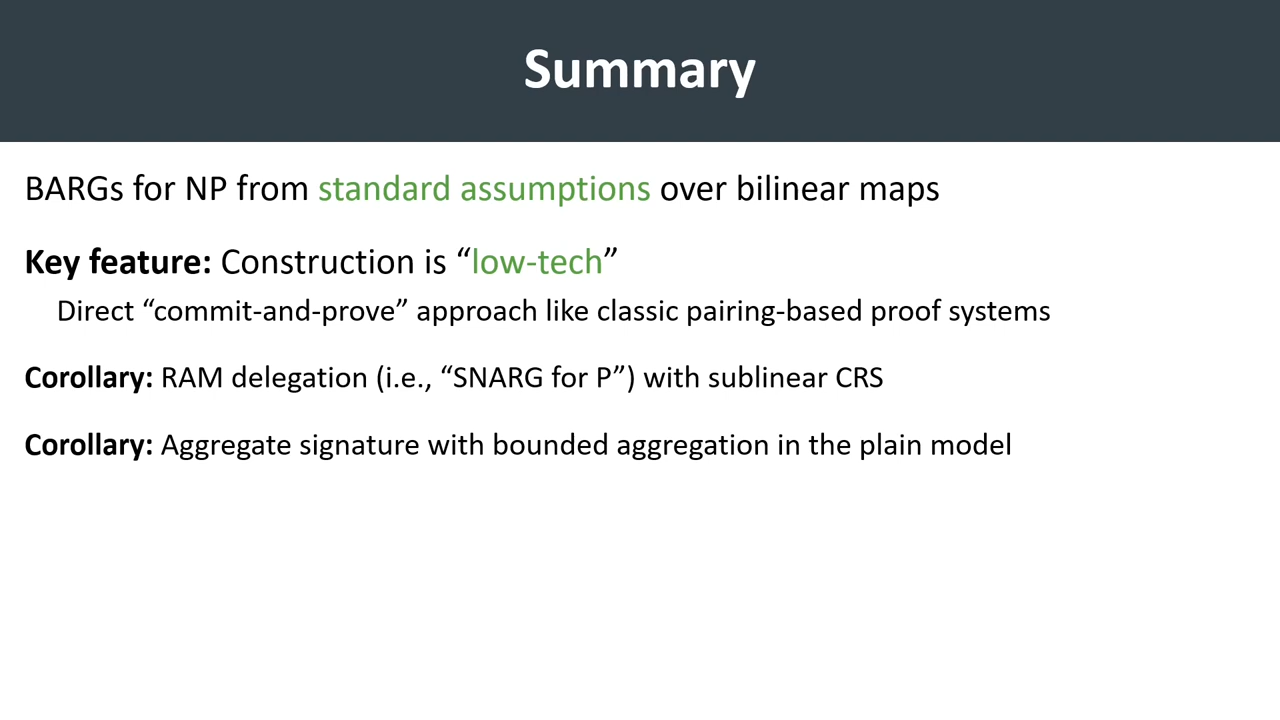 Summary
BARGs for NP from standard assumptions over bilinear maps
Key feature: Construction is “low-tech”
Direct “commit-and-prove” approach like classic pairing-based proof systems
Corollary: RAM delegation (i.e., “SNARG for P”) with sublinear CRS
Corollary: Aggregate signature with bounded aggregation in the plain model